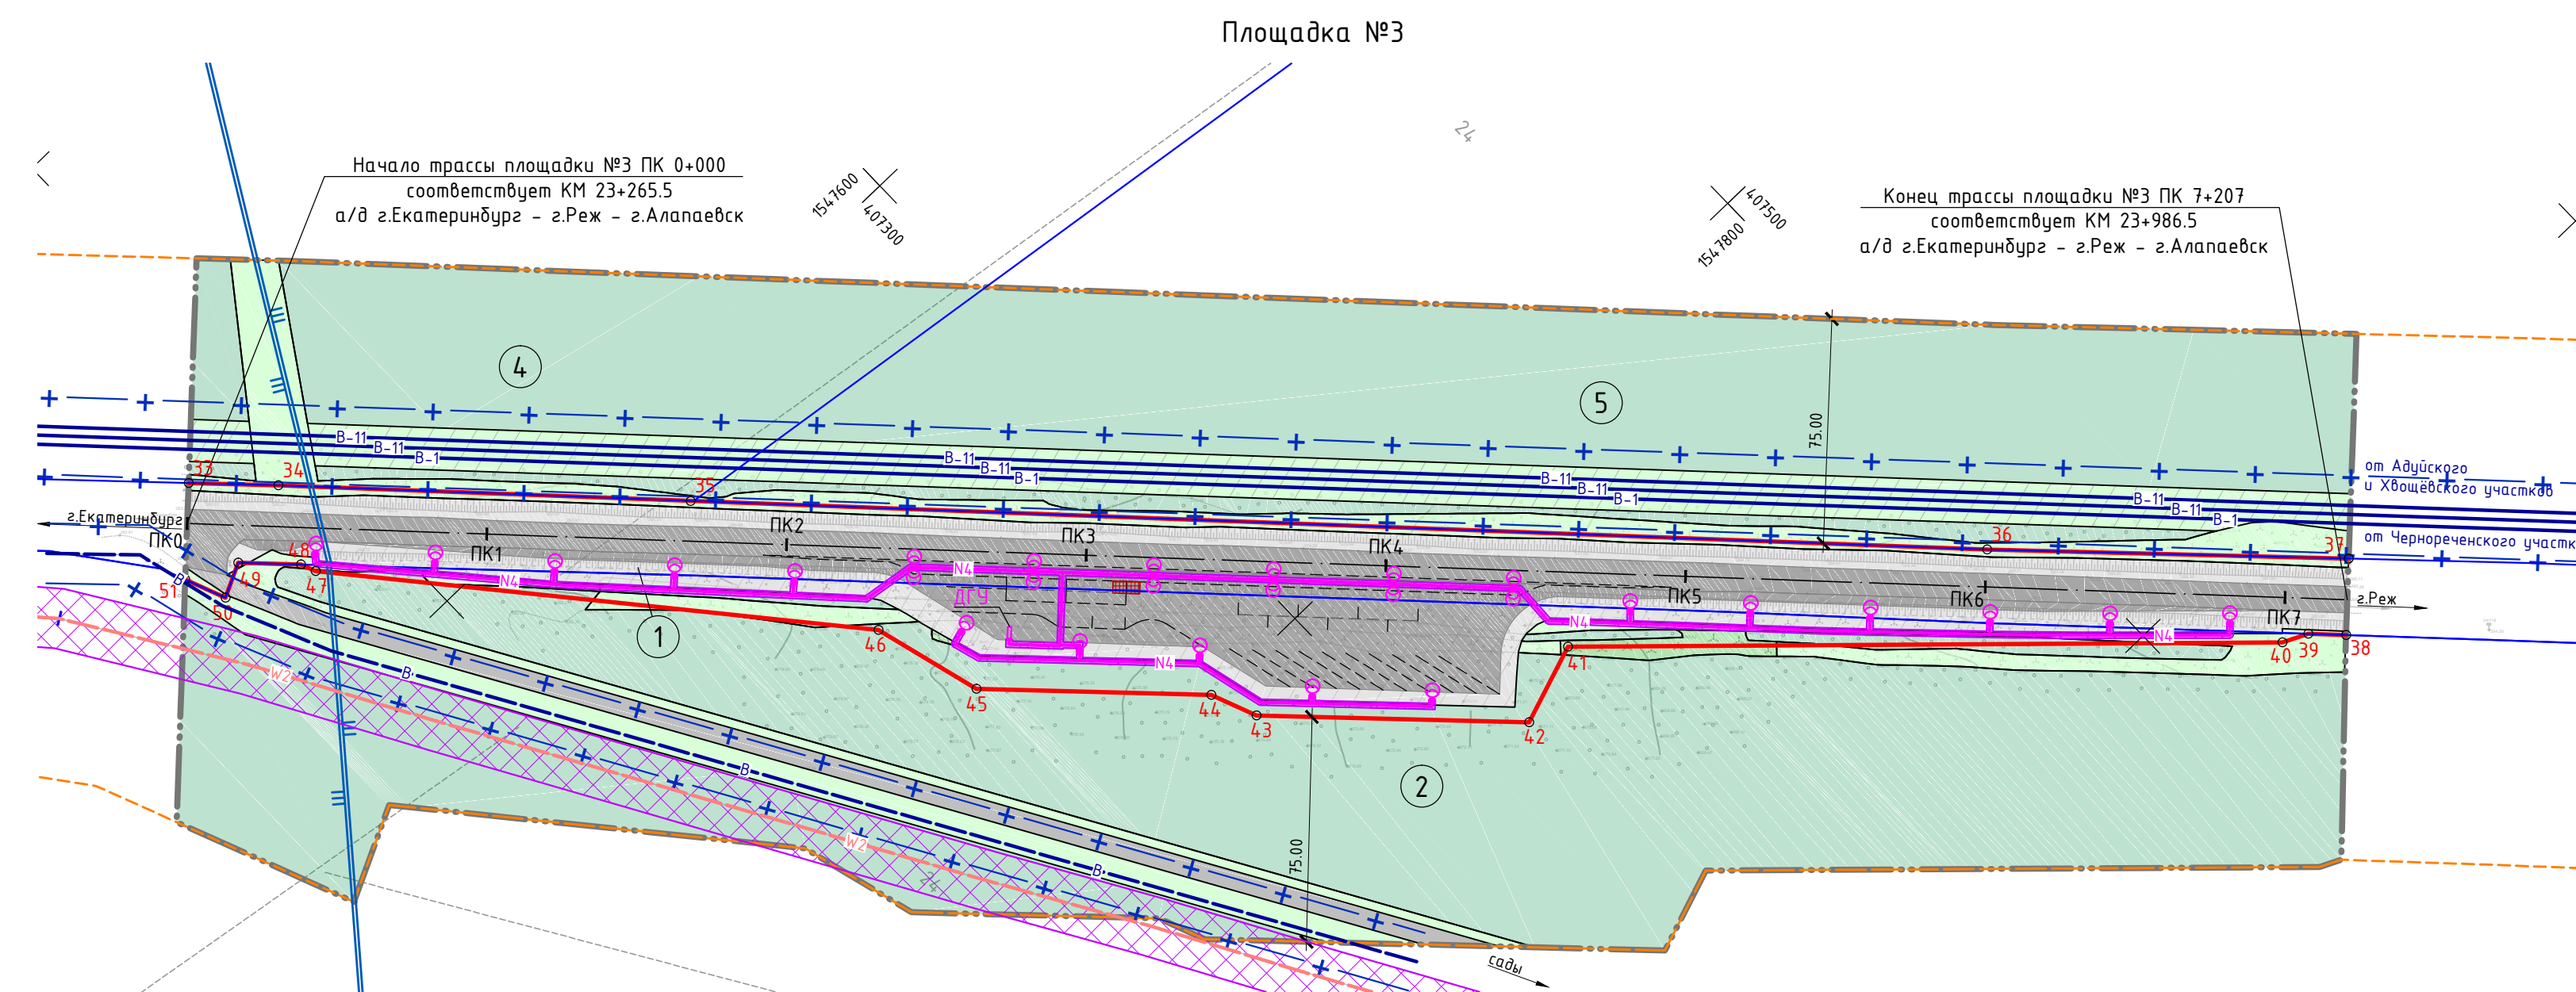 Площадка №3
24
Начало трассы площадки №3 ПК 0+000
соответствует КМ 23+265.5
а/д г.Екатеринбург - г.Реж - г.Алапаевск
1547600
407300
407500
1547800
Конец трассы площадки №3 ПК 7+207
соответствует КМ 23+986.5
а/д г.Екатеринбург - г.Реж - г.Алапаевск
4
5
75.00
В-11
В-11
В-1
В-11
В-11
В-1
В-11
В-11
В-1
В-11
В-11
В-1
от Адуйского
и Хвощёвского участков
от Чернореченского участк
33
34
35
36
37
г.Екатеринбург
ПК0
ПК1
ПК2
ПК3
ПК4
ПК5
ПК6
ПК7
г.Реж
48
49
47
51
50
В
N4
N4
N4
N4
N4
ДГУ
1
46
45
44
43
42
41
40
39
38
2
75.00
W2
W2
В
В
В
24
сады